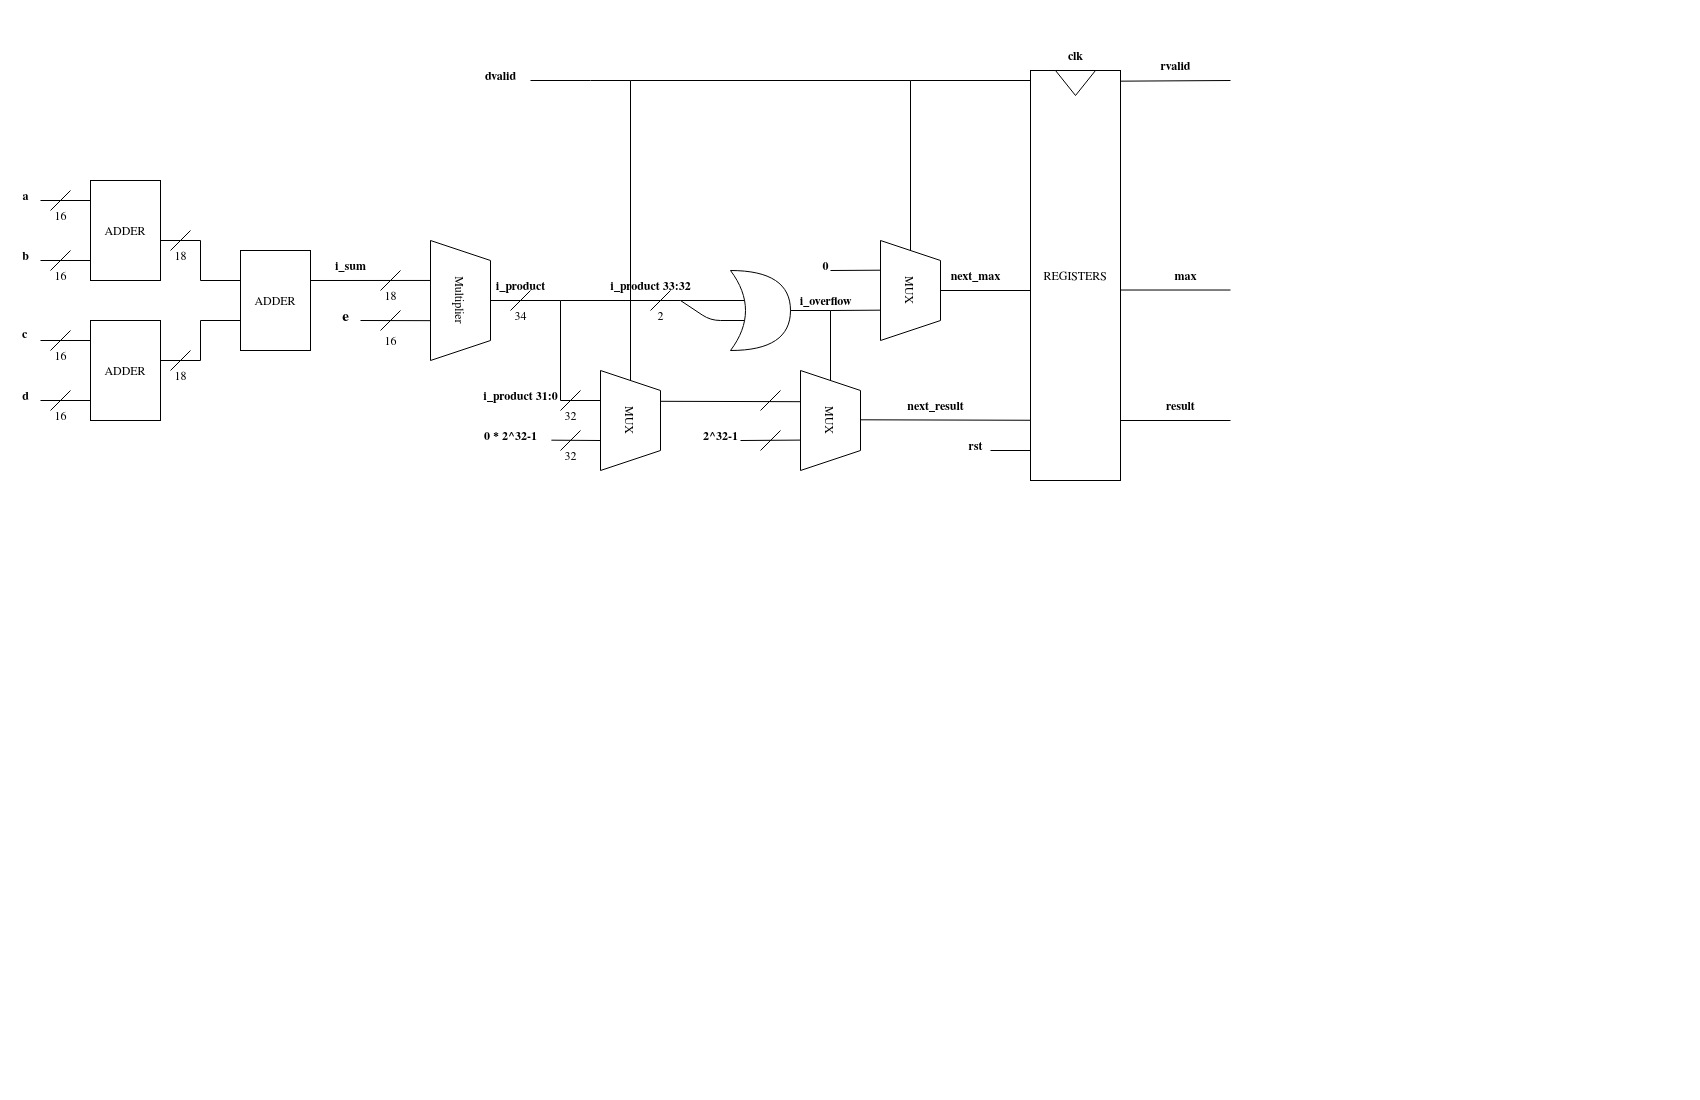 clk
dvalid
rvalid
a
16
ADDER
b
16
18
i_sum
18
ADDER
e
16
c
16
ADDER
18
d
16
Multiplier
i_product
34
i_product 33:32
2
0
i_overflow
MUX
next_max
REGISTERS
max
i_product 31:0
32
0 * 2^32-1
32
MUX
2^32-1
MUX
next_result
result
rst